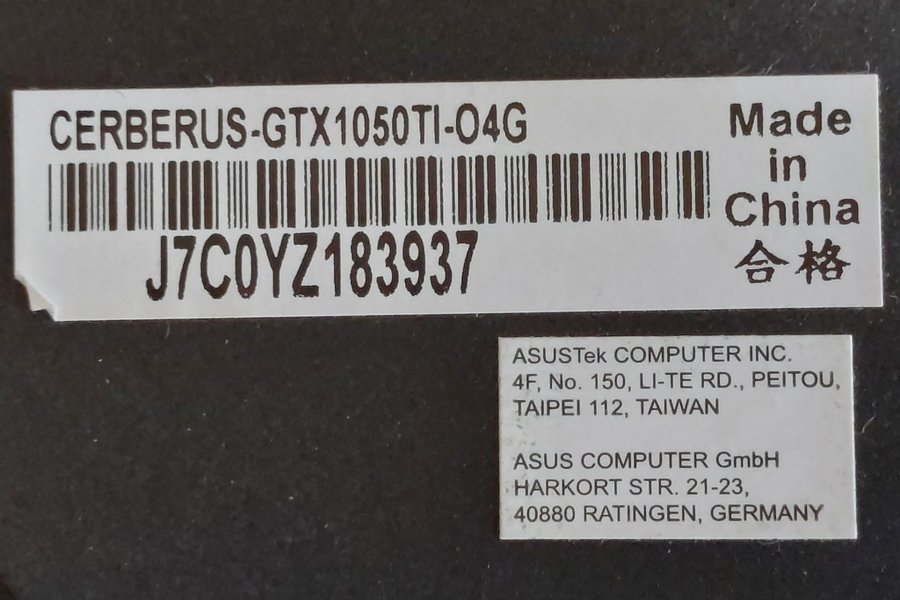 CERBERUS-GTX1050TI-O4G
J7C0YZ183937
Made
in
China
合格
ASUSTek COMPUTER INC.
4F, No. 150, LI-TE RD., PEITOU,
TAIPEI 112, TAIWAN
ASUS COMPUTER GmbH
HARKORT STR. 21-23,
40880 RATINGEN, GERMANY